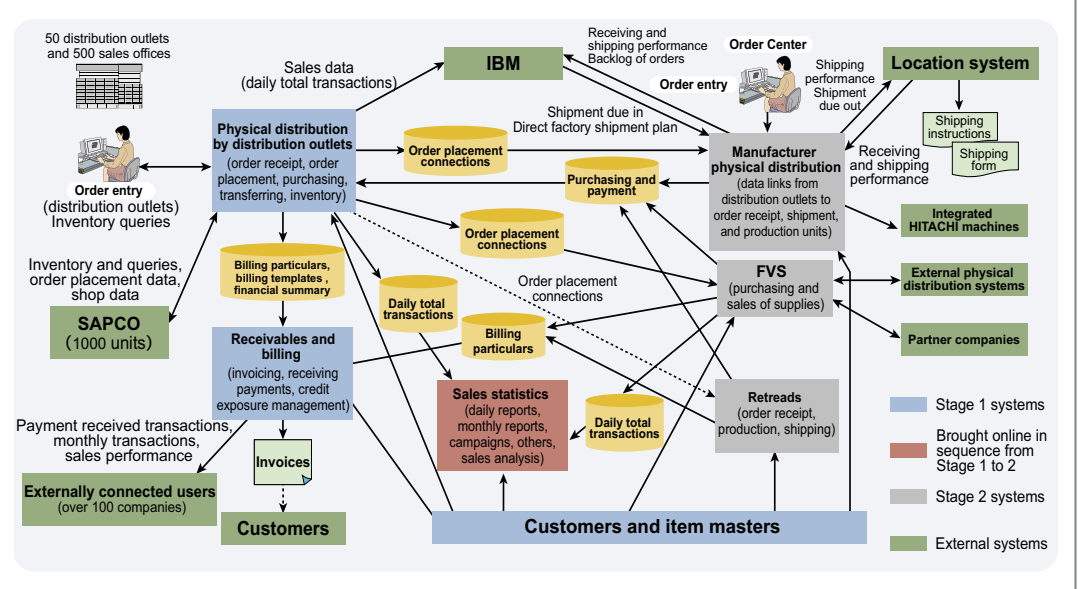 50 distribution outlets
and 500 sales offices
Sales data
(daily total transactions)
IBM
Receiving and
shipping performance
Backlog of orders
Order Center
Order entry
Shipping
performance
Shipment
due out
Location system
Shipping
instructions
Shipping
form
Receiving
and shipping
performance
Physical distribution
by distribution outlets
(order receipt, order
placement, purchasing,
transferring, inventory)
Order placement
connections
Shipment due in
Direct factory shipment plan
Manufacturer
physical distribution
(data links from
distribution outlets to
order receipt, shipment,
and production units)
Purchasing and
payment
Order entry
(distribution outlets)
Inventory queries
Order placement
connections
Integrated
HITACHI machines
Inventory and queries,
order placement data,
shop data
Billing particulars,
billing templates ,
financial summary
Daily total
transactions
Order placement
connections
FVS
(purchasing and
sales of supplies)
External physical
distribution systems
SAPCO
(1000 units)
Receivables and
billing
(invoicing, receiving
payments, credit
exposure management)
Billing
particulars
Partner companies
Sales statistics
(daily reports,
monthly reports,
campaigns, others,
sales analysis)
Daily total
transactions
Retreads
(order receipt,
production, shipping)
Payment received transactions,
monthly transactions,
sales performance
Invoices
Externally connected users
(over 100 companies)
Customers
Customers and item masters
Stage 1 systems
Brought online in
sequence from
Stage 1 to 2
Stage 2 systems
External systems